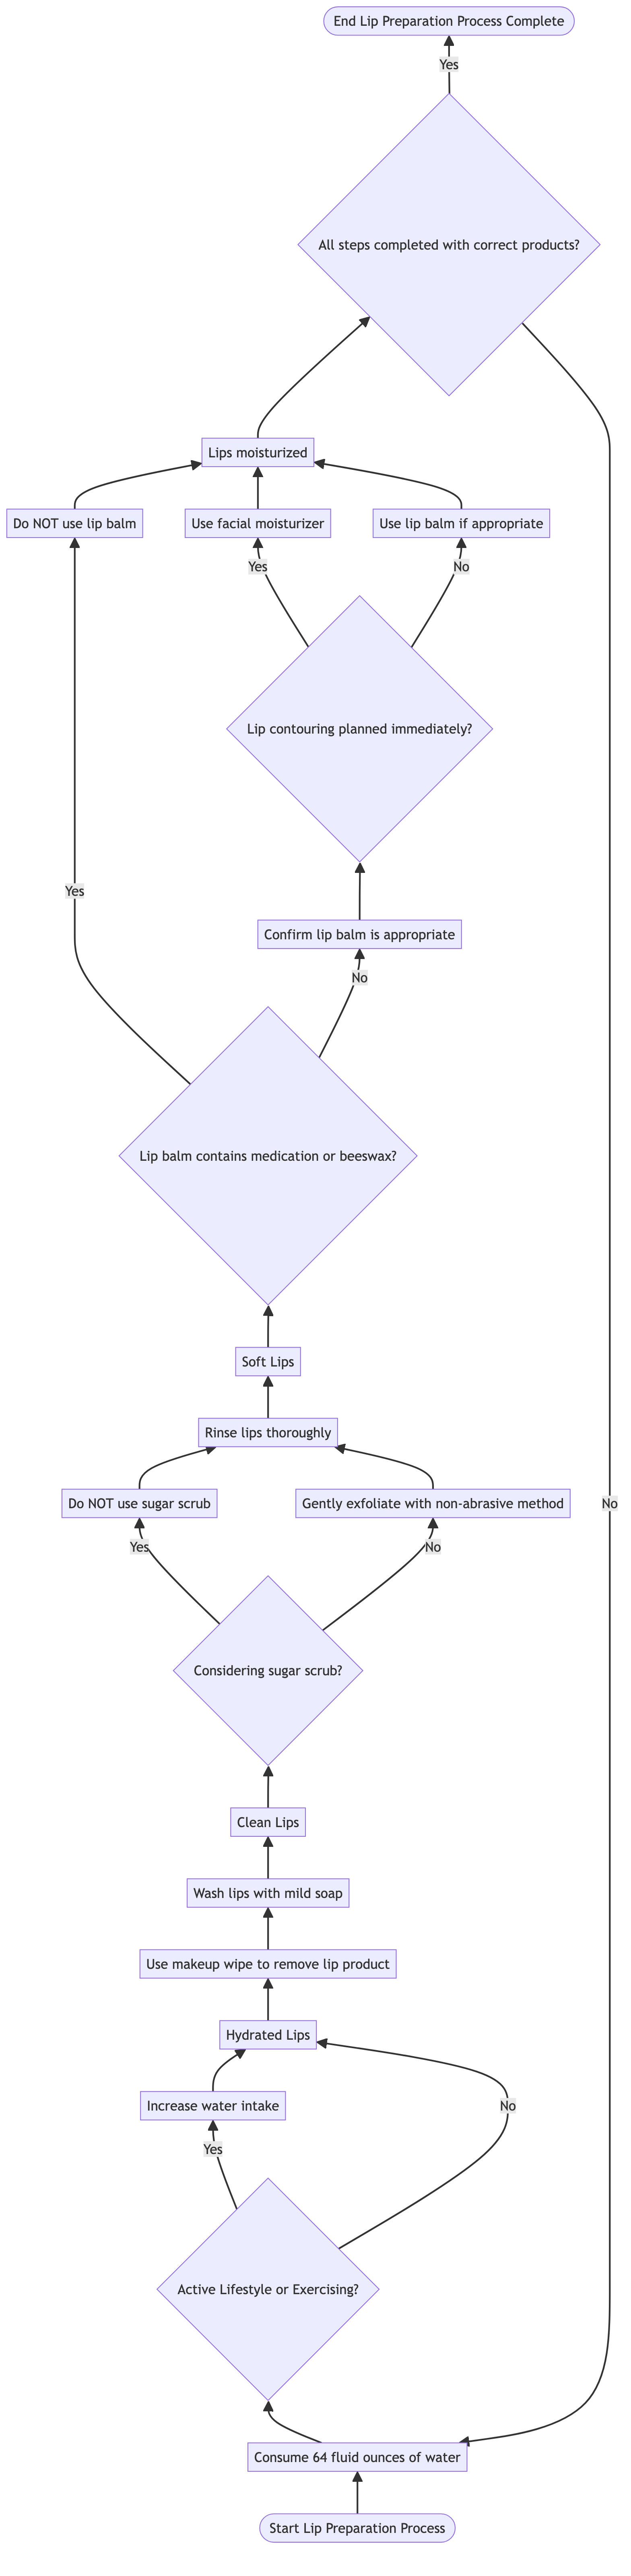 End Lip Preparation Process Complete
Yes
All steps completed with correct products?
Lips moisturized
Do NOT use lip balm
Use facial moisturizer
Use lip balm if appropriate
Yes
No
Lip contouring planned immediately?
Yes
Confirm lip balm is appropriate
No
Lip balm contains medication or beeswax?
Soft Lips
Rinse lips thoroughly
Do NOT use sugar scrub
Gently exfoliate with non-abrasive method
No
Yes
No
Considering sugar scrub?
Clean Lips
Wash lips with mild soap
Use makeup wipe to remove lip product
Hydrated Lips
Increase water intake
No
Yes
Active Lifestyle or Exercising?
Consume 64 fluid ounces of water
Start Lip Preparation Process